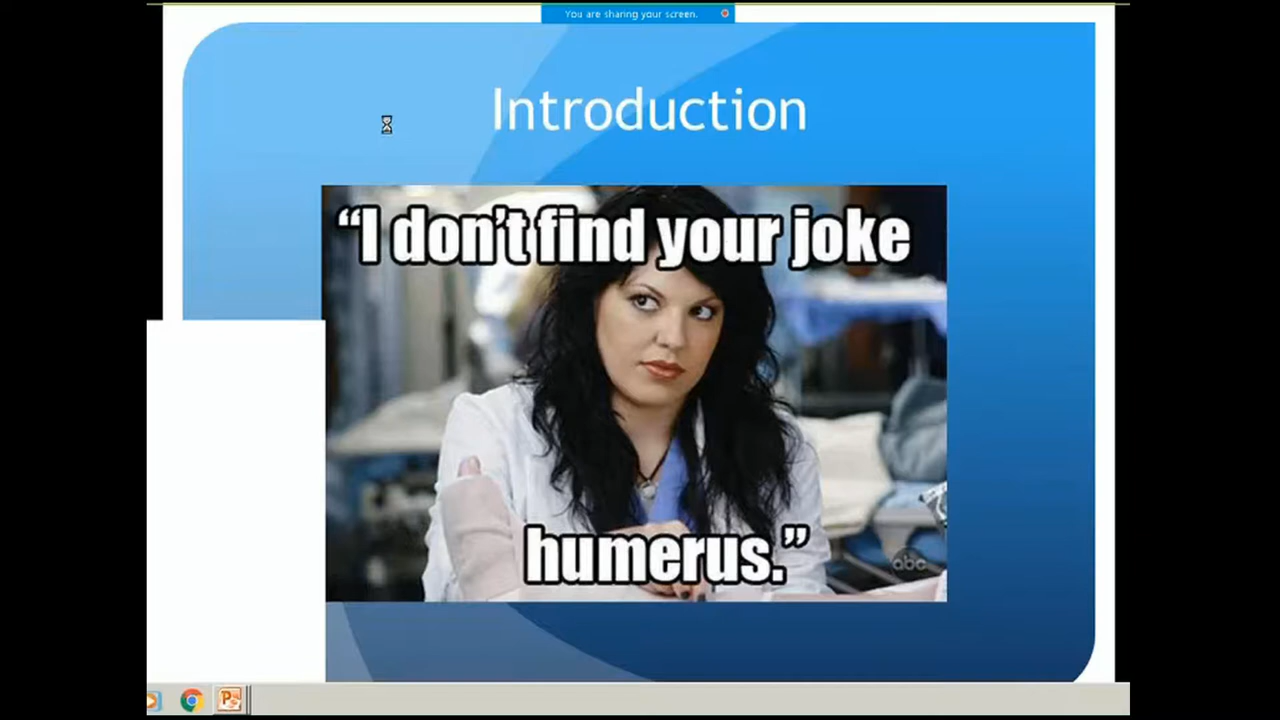 You are sharing your screen.
Introduction
“I don’t find your joke
humerus.”
abc